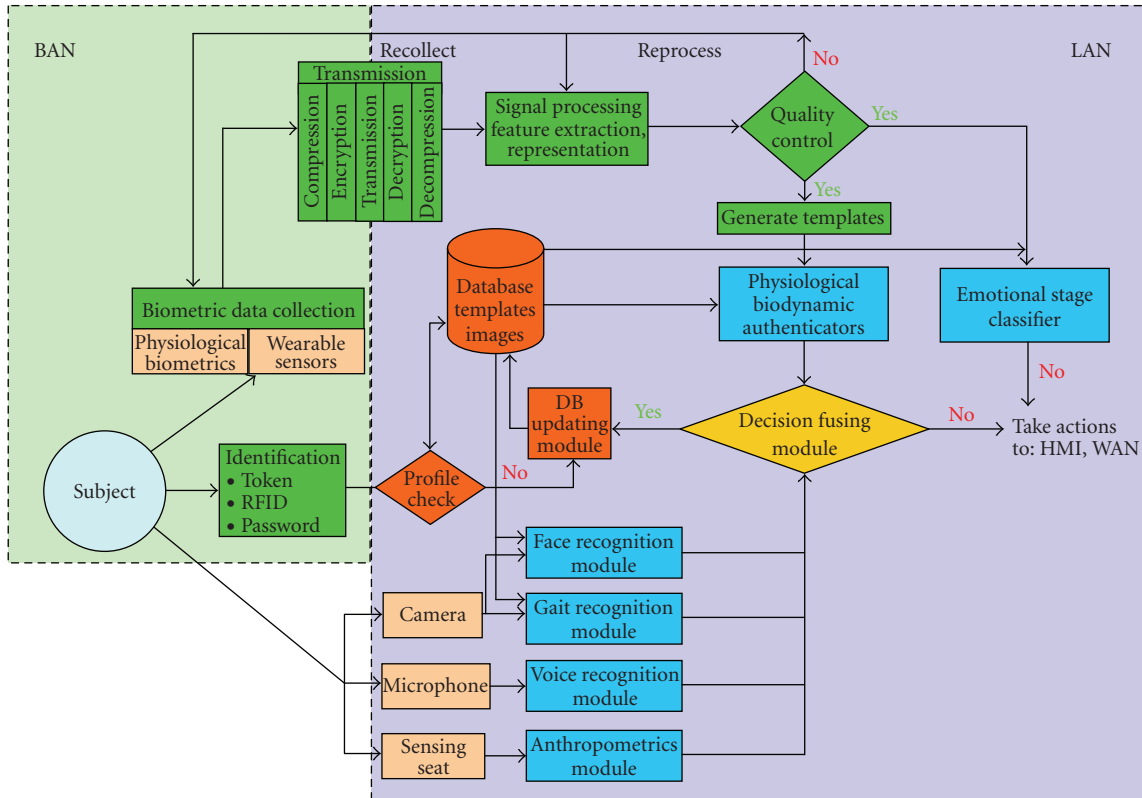 BAN
Recollect
Reprocess
No
LAN
Transmission
Compression
Encryption
Transmission
Decryption
Decompression
Signal processing
feature extraction,
representation
Quality
control
Yes
Yes
Generate templates
Database
templates
images
Physiological
biodynamic
authenticators
Emotional stage
classifier
Biometric data collection
Physiological
biometrics
Wearable
sensors
No
DB
updating
module
Yes
Decision fusing
module
No
Take actions
to: HMI, WAN
Subject
Identification
• Token
• RFID
• Password
Profile
check
No
Face recognition
module
Camera
Gait recognition
module
Microphone
Voice recognition
module
Sensing
seat
Anthropometrics
module